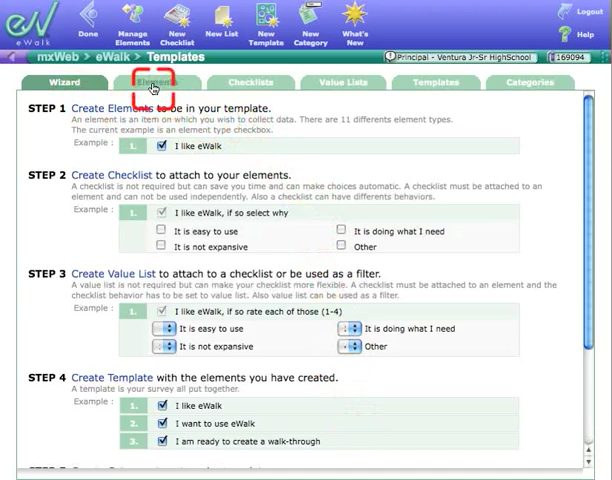 eW
eWalk
Done
Manage Elements
New Checklist
New List
New Template
New Category
What's New
Logout
Help
mxWeb > eWalk > Templates
Principal - Ventura Jr-Sr HighSchool
169094
Wizard
Elements
Checklists
Value Lists
Templates
Categories
STEP 1 Create Elements to be in your template.
An element is an item on which you wish to collect data. There are 11 differents element types.
The current example is an element type checkbox.
Example : 1. I like eWalk
STEP 2 Create Checklist to attach to your elements.
A checklist is not required but can save you time and can make choices automatic. A checklist must be attached to an
element and can not be used independently. Also a checklist can have different behaviors.
Example : 1. I like eWalk, if so select why
It is easy to use It is doing what I need
It is not expansive Other
STEP 3 Create Value List to attach to a checklist or be used as a filter.
A value list is not required but can make your checklist more flexible. A checklist must be attached to an element and the
checklist behavior has to be set to value list. Also value list can be used as a filter.
Example : 1. I like eWalk, if so rate each of those (1-4)
It is easy to use It is doing what I need
It is not expansive Other
STEP 4 Create Template with the elements you have created.
A template is your survey all put together.
Example : 1. I like eWalk
2. I want to use eWalk
3. I am ready to create a walk-through